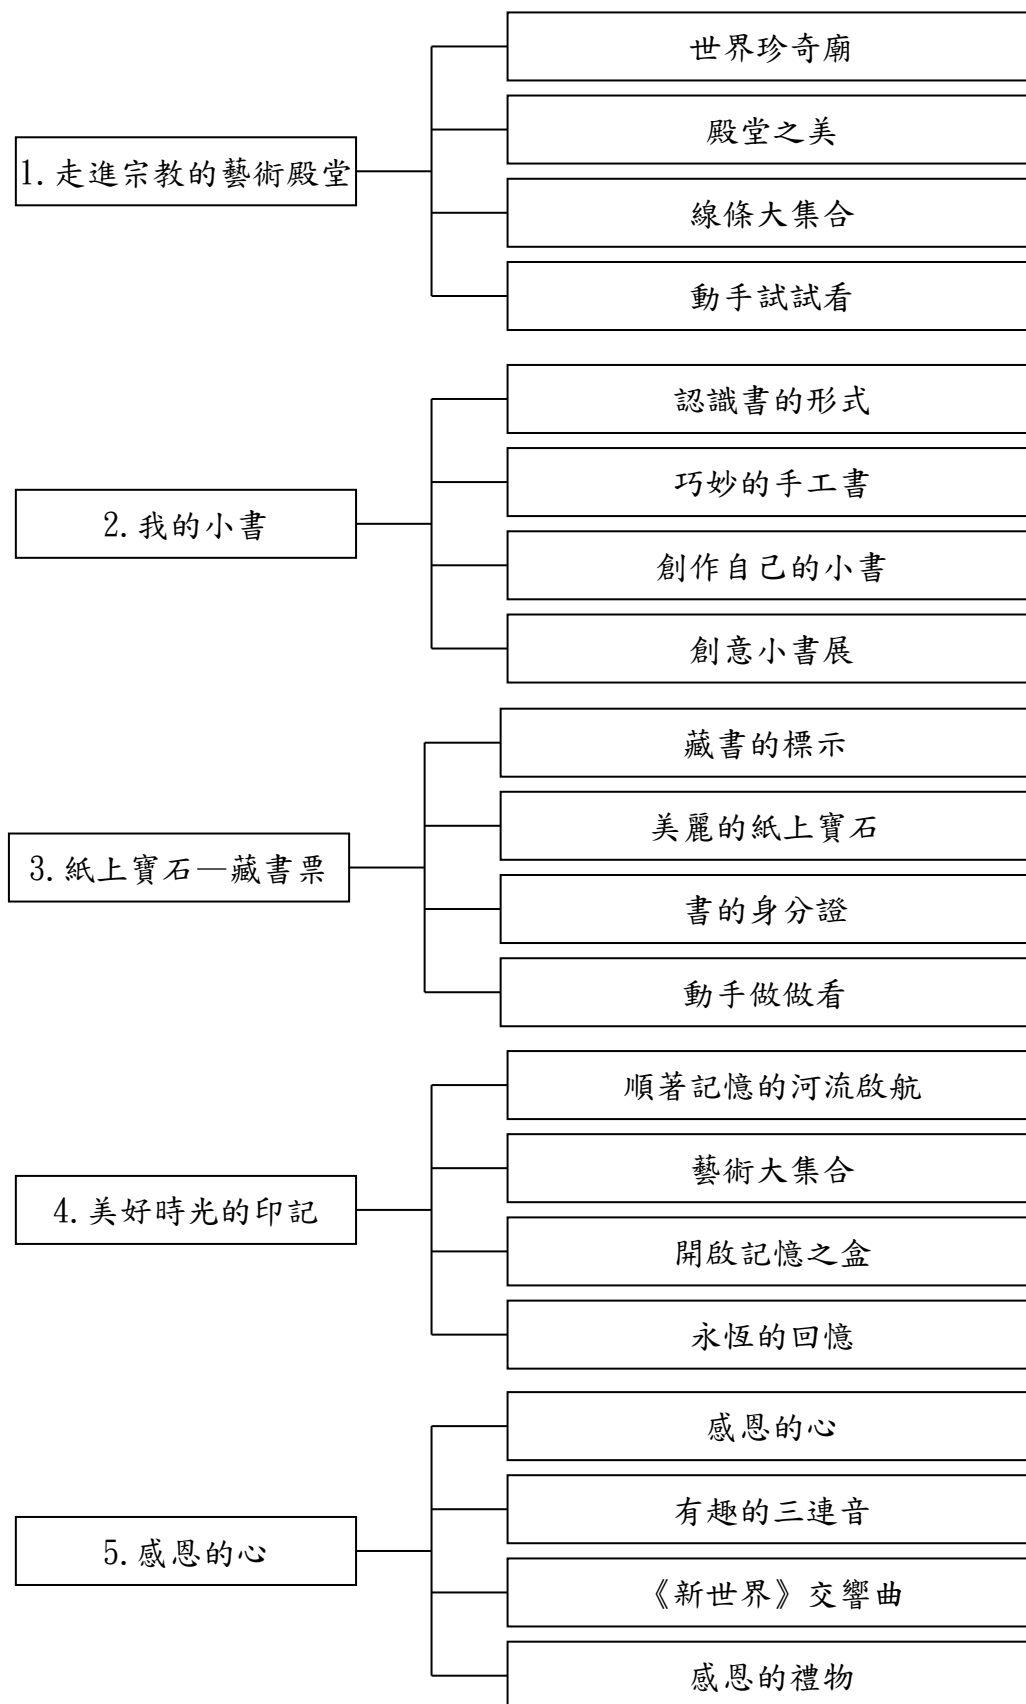 1.走進宗教的藝術殿堂
世界珍奇廟
殿堂之美
線條大集合
動手試試看
2.我的小書
認識書的形式
巧妙的手工書
創作自己的小書
創意小書展
3.紙上寶石—藏書票
藏書的標示
美麗的紙上寶石
書的身分證
動手做做看
4.美好時光的印記
順著記憶的河流啟航
藝術大集合
開啟記憶之盒
永恆的回憶
5.感恩的心
感恩的心
有趣的三連音
《新世界》交響曲
感恩的禮物